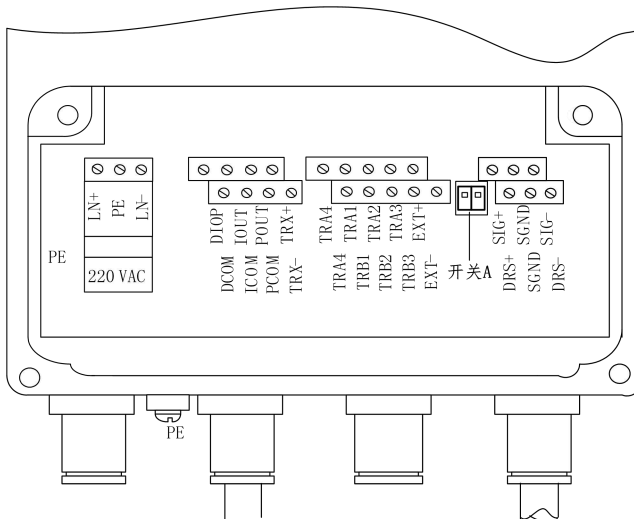 LN+
PE
LN-
PE
220 VAC
DIOP
IOUT
POUT
TRX+
DCOM
ICOM
PCOM
TRX-
TRA4
TRA1
TRA2
TRA3
EXT+
TRA4
TRB1
TRB2
TRB3
EXT-
开关A
SIG+
SGND
SIG-
DRS+
SGND
DRS-
PE